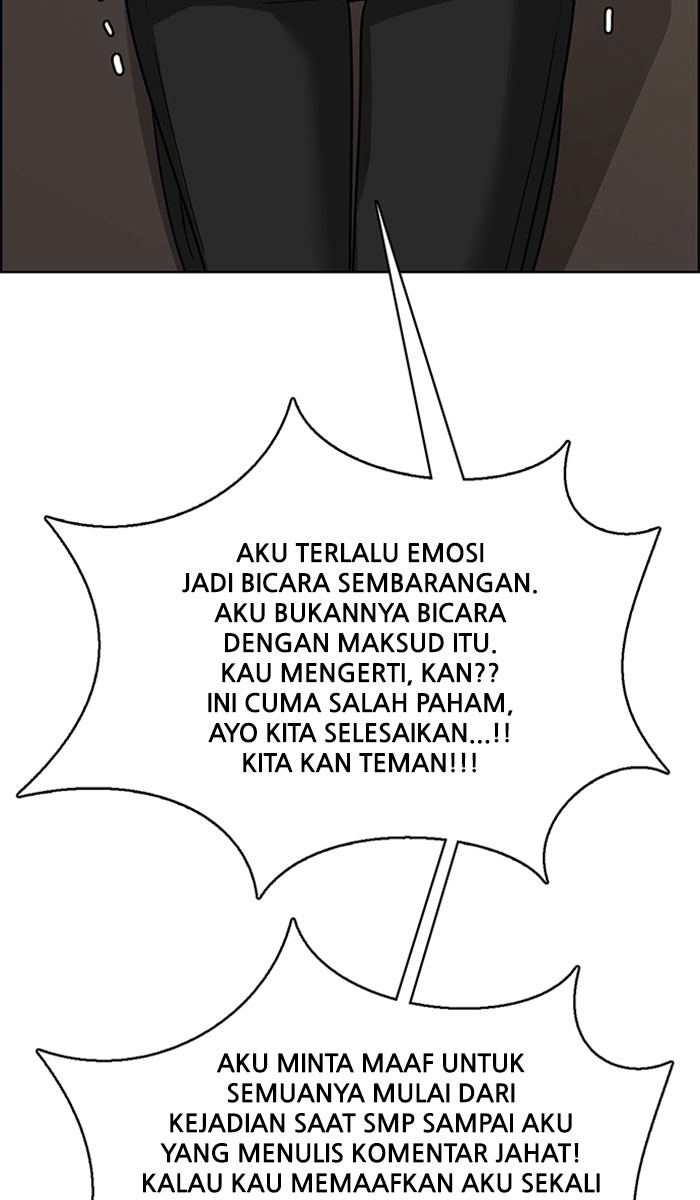 AKU TERLALU EMOSI
JADI BICARA SEMBARANGAN.
AKU BUKANNYA BICARA
DENGAN MAKSUD ITU.
KAU MENGERTI, KAN??
INI CUMA SALAH PAHAM,
AYO KITA SELESAIKAN...!!
KITA KAN TEMAN!!!
AKU MINTA MAAF UNTUK
SEMUANYA MULAI DARI
KEJADIAN SAAT SMP SAMPAI AKU
YANG MENULIS KOMENTAR JAHAT!
KALAU KAU MEMAAFKAN AKU SEKALI